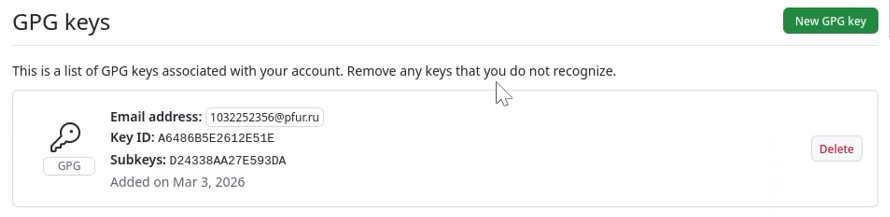 GPG keys
New GPG key
This is a list of GPG keys associated with your account. Remove any keys that you do not recognize.
Email address: 1032252356@pfur.ru
Key ID: A6486B5E2612E51E
GPG
Subkeys: D24338AA27E593DA
Added on Mar 3, 2026
Delete